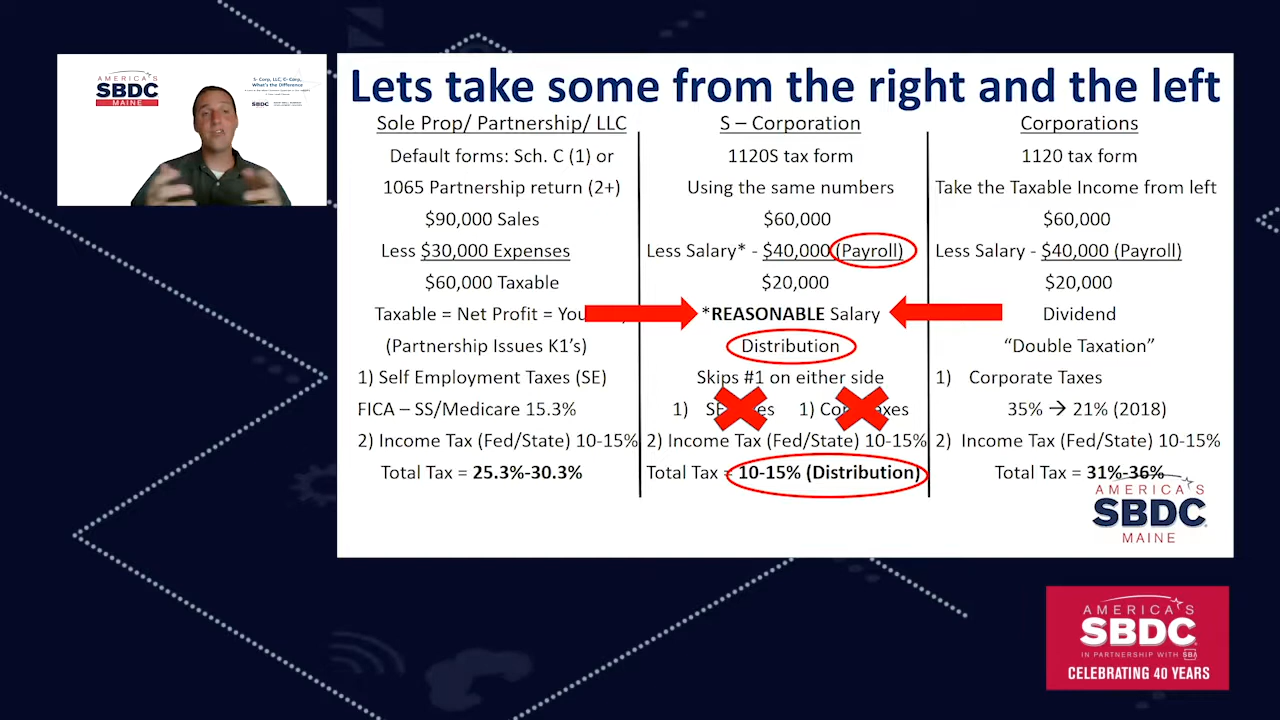 AMERICA'S
SBDC
MAINE
S- Corp, LLC, C- Corp,
What's the Difference
SBDC
Lets take some from the right and the left
Sole Prop/ Partnership/ LLC
Default forms: Sch. C (1) or
1065 Partnership return (2+)
$90,000 Sales
Less $30,000 Expenses
$60,000 Taxable
Taxable = Net Profit =
(Partnership Issues K1's)
1) Self Employment Taxes (SE)
FICA – SS/Medicare 15.3%
2) Income Tax (Fed/State) 10-15%
Total Tax = 25.3%-30.3%
S – Corporation
1120S tax form
Using the same numbers
$60,000
Less Salary* - $40,000 (Payroll)
$20,000
*REASONABLE Salary
Distribution
Skips #1 on either side
1) 1)
2) Income Tax (Fed/State) 10-15%
Total Tax = 10-15% (Distribution)
Corporations
1120 tax form
Take the Taxable Income from left
$60,000
Less Salary - $40,000 (Payroll)
$20,000
Dividend
“Double Taxation”
1) Corporate Taxes
35% → 21% (2018)
2) Income Tax (Fed/State) 10-15%
Total Tax = 31%-36%
AMERICA'S
SBDC
MAINE
AMERICA'S
SBDC
IN PARTNERSHIP WITH SBA
CELEBRATING 40 YEARS